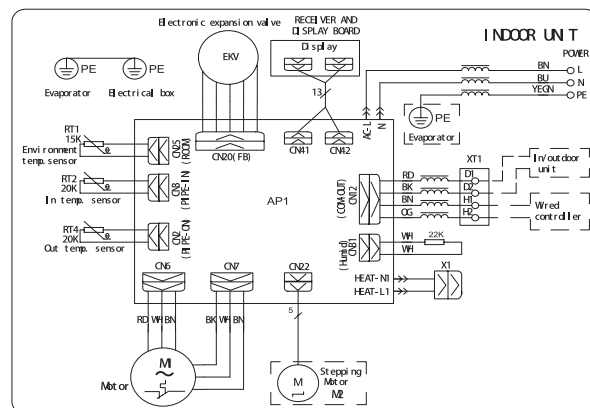 INDOOR UNIT
Electronic expansion valve
RECEIVER AND
DISPLAY BOARD
Display
EKV
POWER
BN
L
BU
N
YEGN
PE
PE
PE
Evaporator
Electrical box
13
AC-L
N
PE
Evaporator
RT1
15K
Environment
temp. sensor
CN25
(ROOM)
CN20(FB)
CN41
CN42
RT2
20K
In temp. sensor
CN3
(PIPE-IN)
AP1
CN12
(COM-OUT)
RD
BK
BN
OG
XT1
D1
D2
H1
H2
In/outdoor
unit
Wired
controller
RT4
20K
Out temp. sensor
CN2
(PIPE-ON)
(Humid)
WH
WH
22K
HEAT-N1
HEAT-L1
X1
CN6
CN7
CN22
RD WH BN
BK WH BN
5
M1
Motor
M
Stepping
Motor
M2